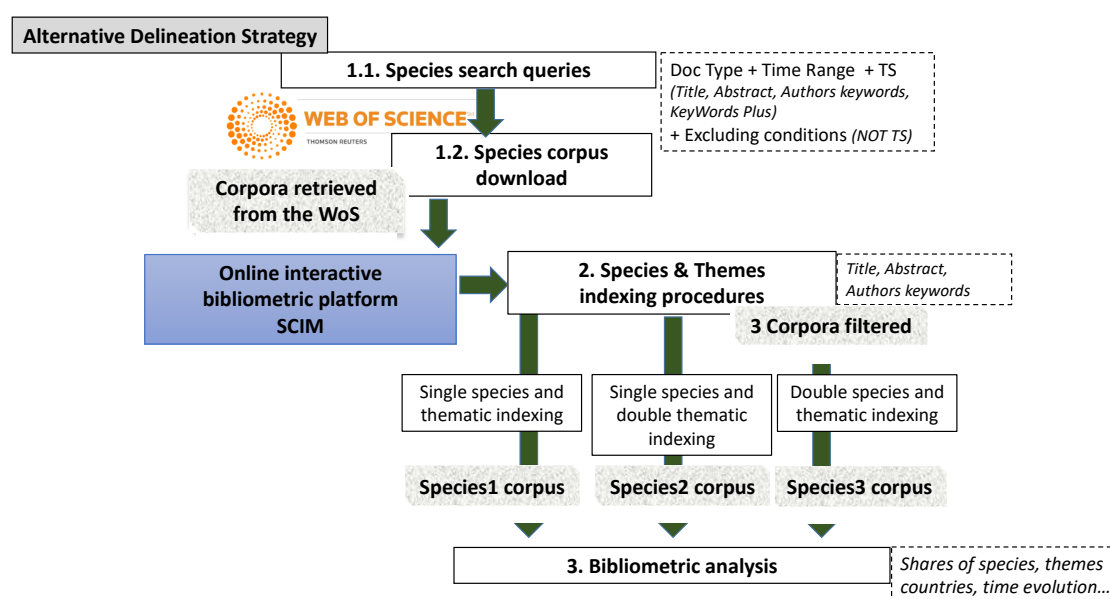 Alternative Delineation Strategy
1.1. Species search queries
Doc Type + Time Range + TS
(Title, Abstract, Authors keywords,
KeyWords Plus)
+ Excluding conditions (NOT TS)
WEB OF SCIENCE
THOMSON REUTERS
1.2. Species corpus
download
Corpora retrieved
from the WoS
Online interactive
bibliometric platform
SCIM
2. Species & Themes
indexing procedures
Title, Abstract,
Authors keywords
3 Corpora filtered
Single species and
thematic indexing
Single species and
double thematic
indexing
Double species and
thematic indexing
Species1 corpus
Species2 corpus
Species3 corpus
3. Bibliometric analysis
Shares of species, themes
countries, time evolution…